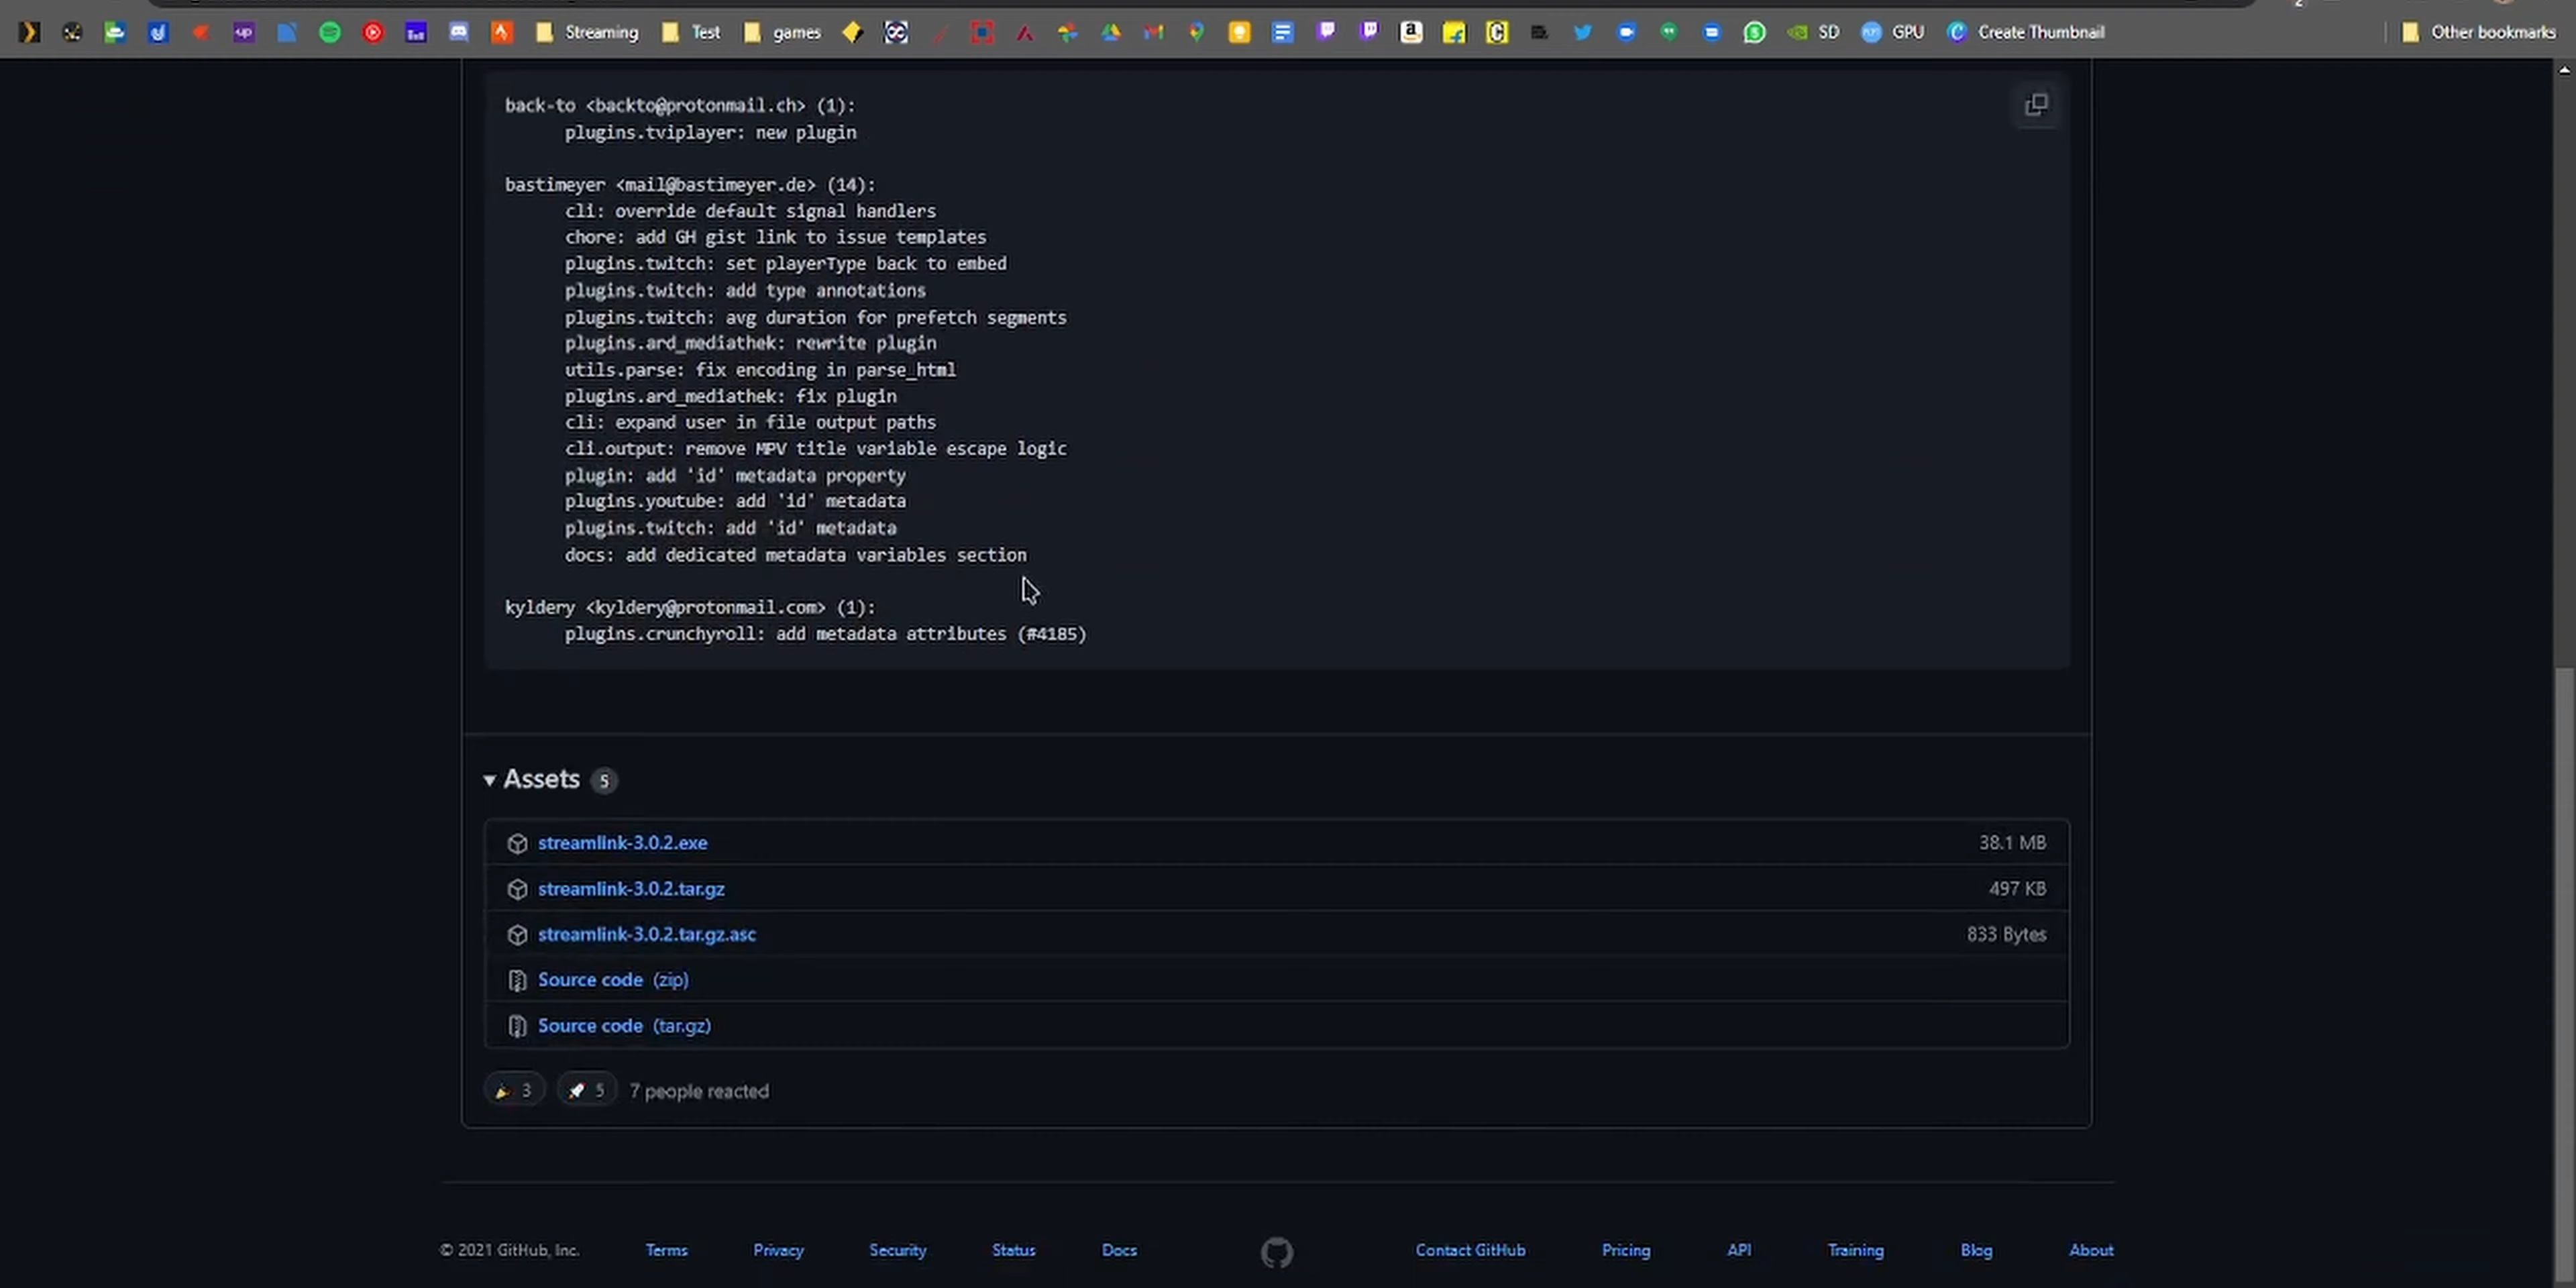 Streaming Test games SD GPU Create Thumbnail Other bookmarks
back-to <backto@protonmail.ch> (1):
plugins.tviplayer: new plugin
bastimeyer <mail@bastimeyer.de> (14):
cli: override default signal handlers
chore: add GH gist link to issue templates
plugins.twitch: set playerType back to embed
plugins.twitch: add type annotations
plugins.twitch: avg duration for prefetch segments
plugins.ard_mediathek: rewrite plugin
utils.parse: fix encoding in parse_html
plugins.ard_mediathek: fix plugin
cli: expand user in file output paths
cli.output: remove MPV title variable escape logic
plugin: add 'id' metadata property
plugins.youtube: add 'id' metadata
plugins.twitch: add 'id' metadata
docs: add dedicated metadata variables section
kyldery <kyldery@protonmail.com> (1):
plugins.crunchyroll: add metadata attributes (#4185)
Assets 5
streamlink-3.0.2.exe 38.1 MB
streamlink-3.0.2.tar.gz 497 KB
streamlink-3.0.2.tar.gz.asc 833 Bytes
Source code (zip)
Source code (tar.gz)
3 5 7 people reacted
© 2021 GitHub, Inc. Terms Privacy Security Status Docs Contact GitHub Pricing API Training Blog About